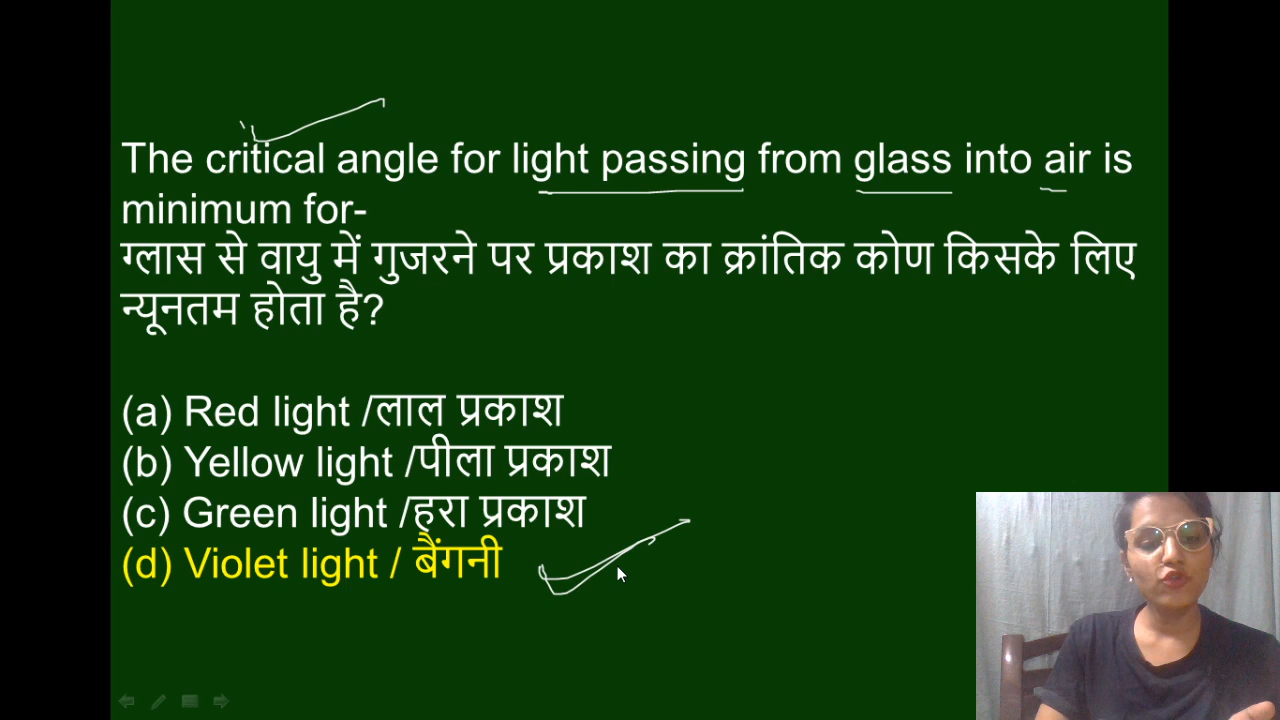 The critical angle for light passing from glass into air is
minimum for-
ग्लास से वायु में गुजरने पर प्रकाश का क्रांतिक कोण किसके लिए
न्यूनतम होता है?
(a) Red light /लाल प्रकाश
(b) Yellow light /पीला प्रकाश
(c) Green light /हरा प्रकाश
(d) Violet light / बैंगनी